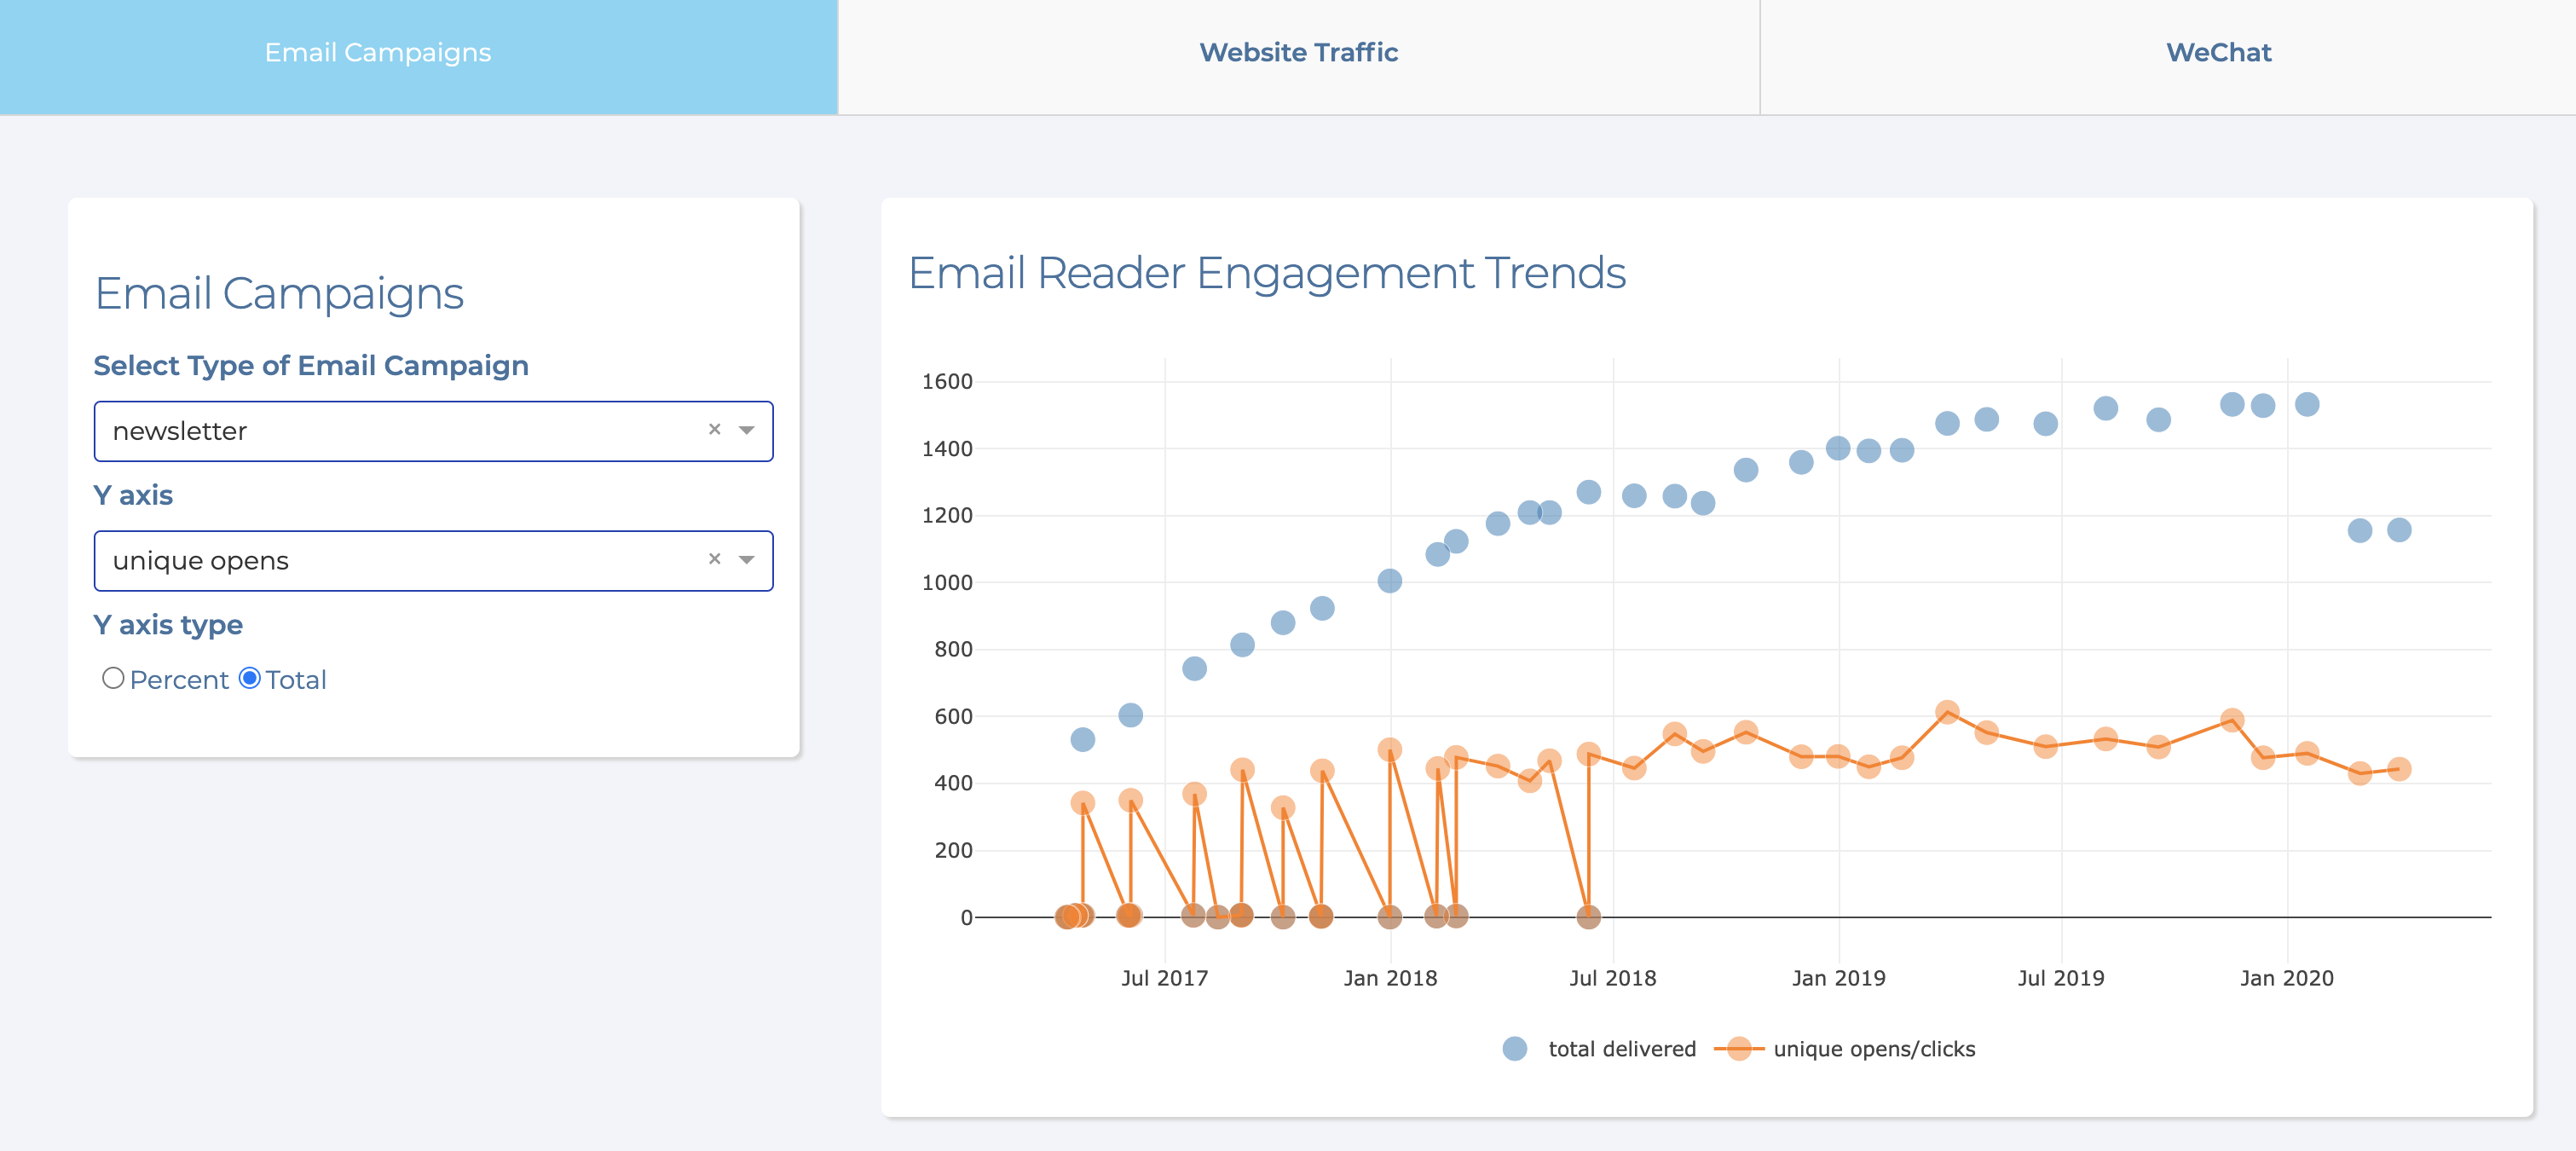 Email Campaigns
Website Traffic
WeChat
Email Campaigns
Select Type of Email Campaign
newsletter
×
Y axis
unique opens
×
Y axis type
Percent Total
Email Reader Engagement Trends
1600
1400
1200
1000
800
600
400
200
0
Jul 2017 Jan 2018 Jul 2018 Jan 2019 Jul 2019 Jan 2020
total delivered unique opens/clicks